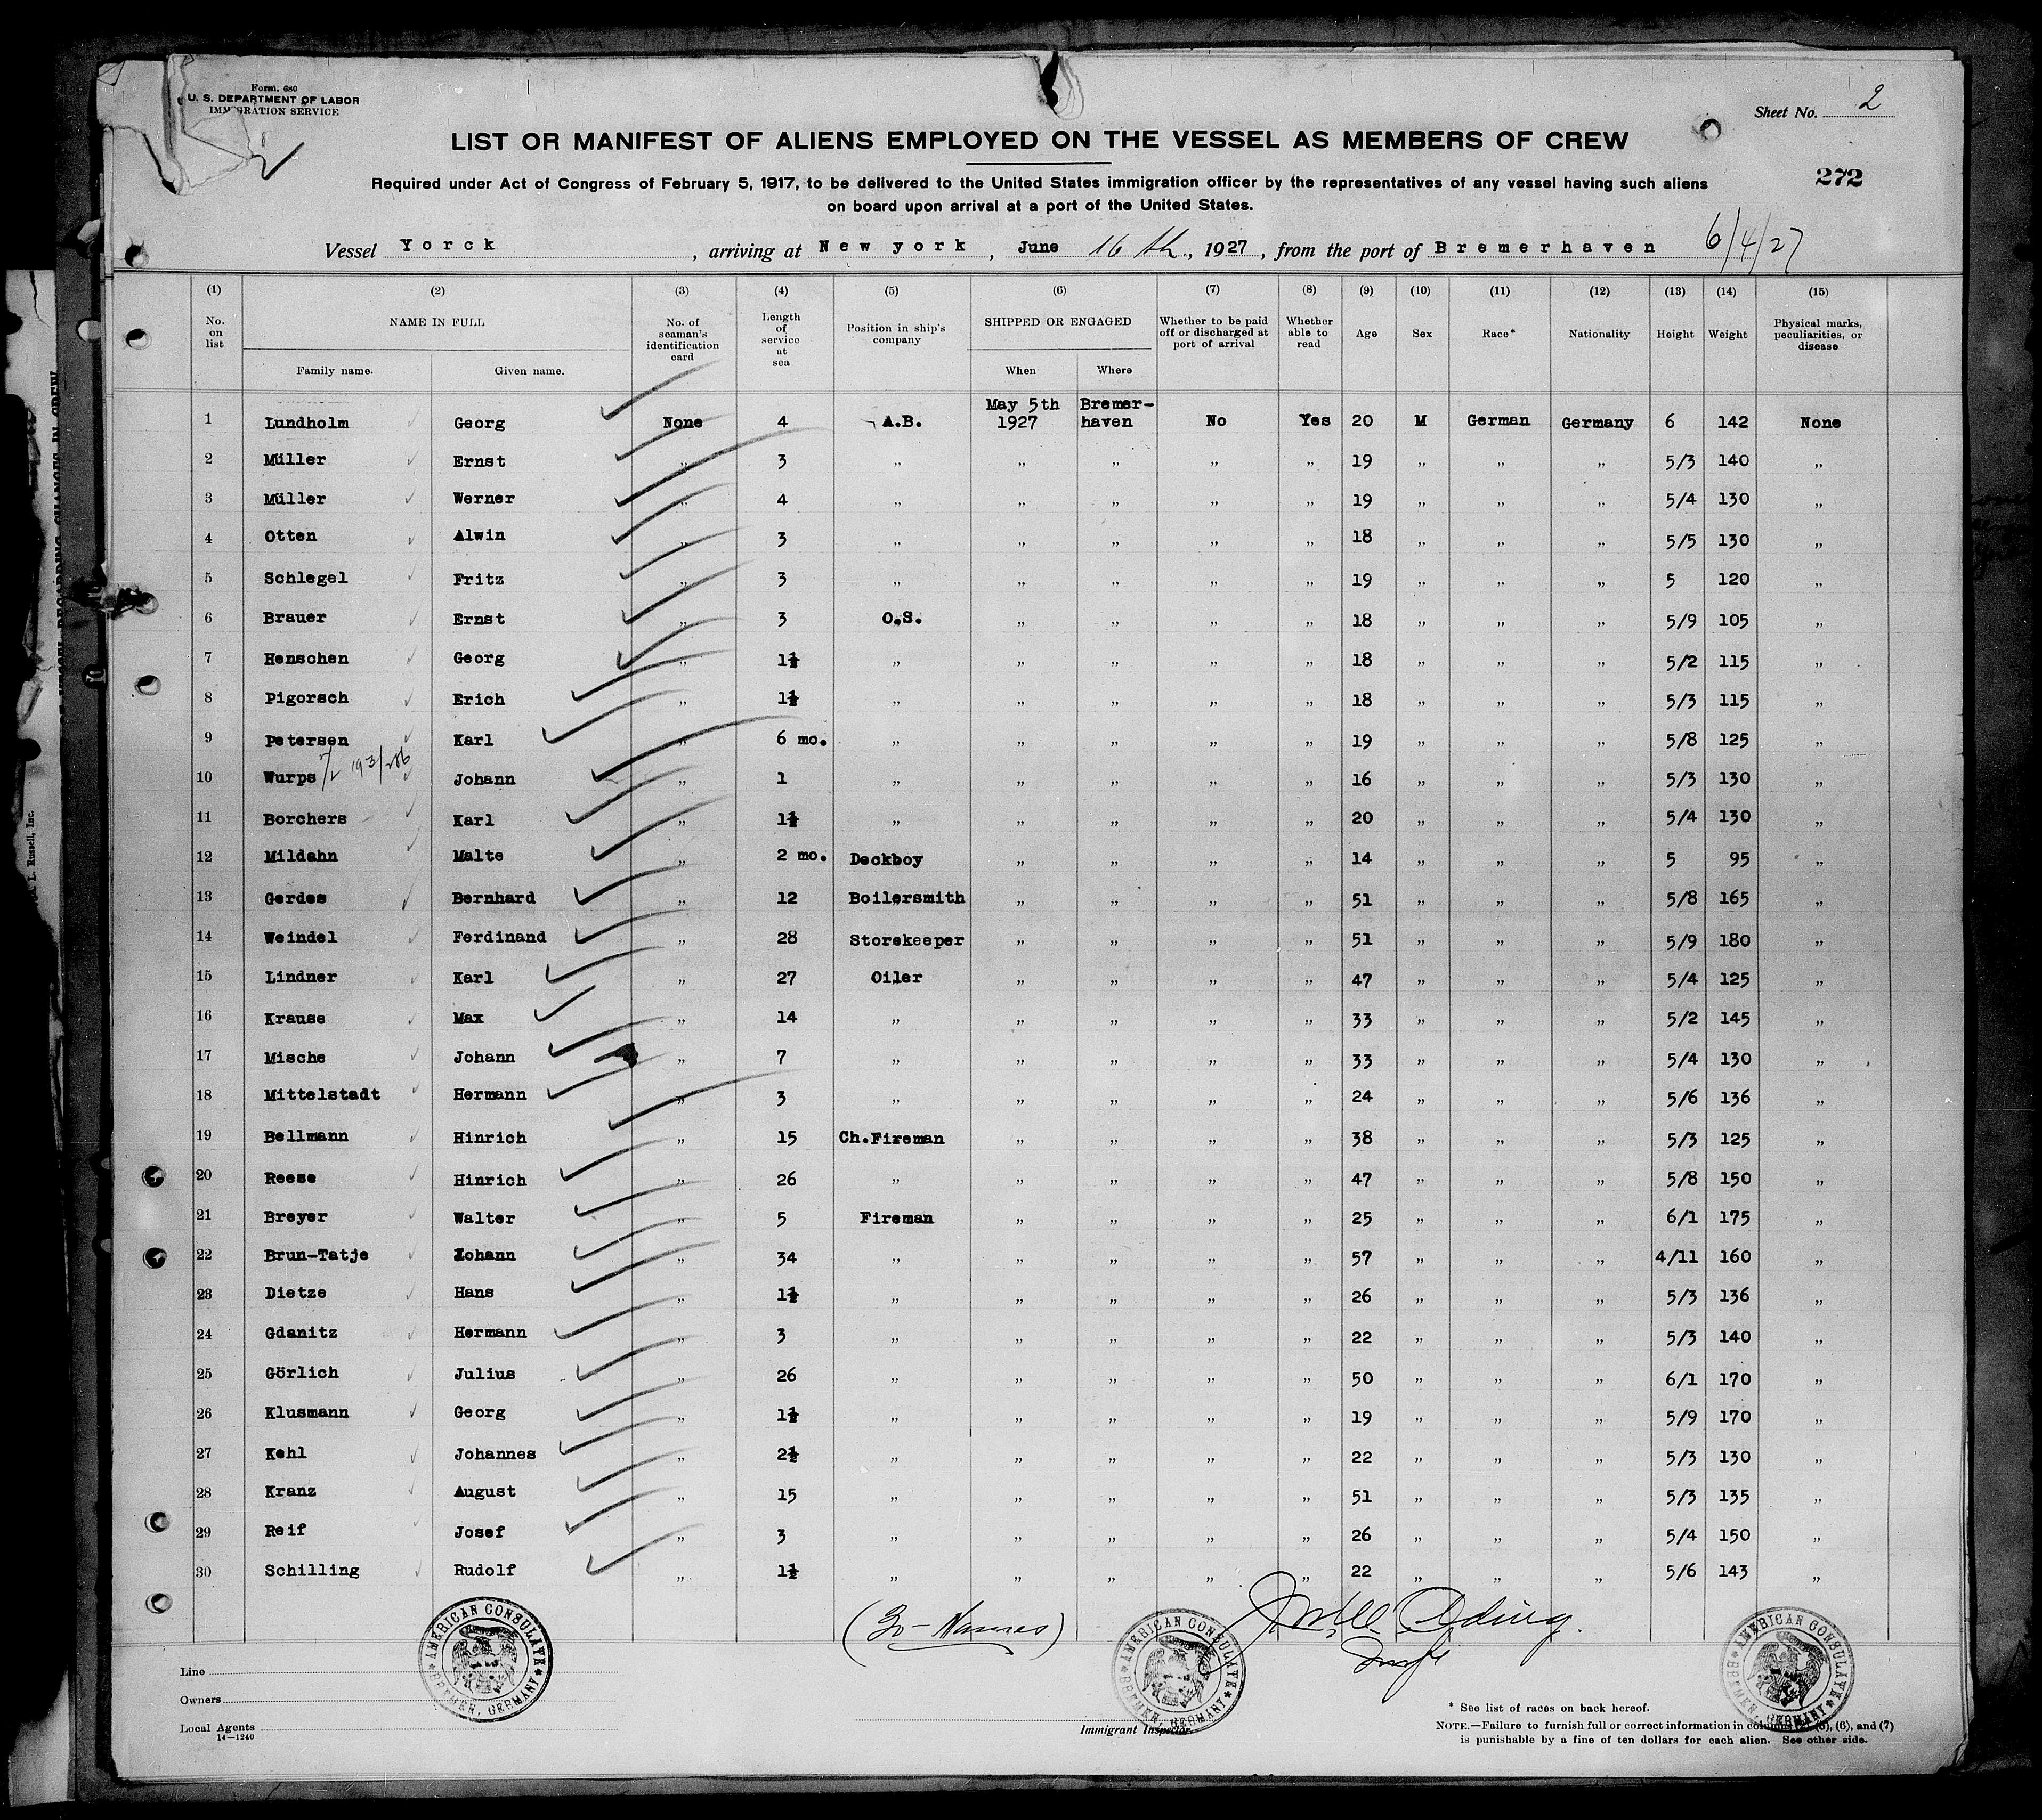 Form. 680
U. S. DEPARTMENT OF LABOR
IMMIGRATION SERVICE
Sheet No. 2
LIST OR MANIFEST OF ALIENS EMPLOYED ON THE VESSEL AS MEMBERS OF CREW
272
Required under Act of Congress of February 5, 1917, to be delivered to the United States immigration officer by the representatives of any vessel having such aliens
on board upon arrival at a port of the United States.
Vessel Yorck, arriving at New york, June 16th, 1927, from the port of Bremerhaven 6/4/27
(1) (2) (3) (4) (5) (6) (7) (8) (9) (10) (11) (12) (13) (14) (15)
No. on list NAME IN FULL No. of seaman's identification card Length of service at sea Position in ship's company SHIPPED OR ENGAGED Whether to be paid off or discharged at port of arrival Whether able to read Age Sex Race* Nationality Height Weight Physical marks, peculiarities, or disease
Family name. Given name. When Where
1 Lundholm Georg None 4 A.B. May 5th 1927 Bremer-haven No Yes 20 M German Germany 6 142 None
2 Müller Ernst „ 3 „ „ „ „ „ 19 „ „ „ 5/3 140 „
3 Müller Werner „ 4 „ „ „ „ „ 19 „ „ „ 5/4 130 „
4 Otten Alwin „ 3 „ „ „ „ „ 18 „ „ „ 5/5 130 „
5 Schlegel Fritz „ 3 „ „ „ „ „ 19 „ „ „ 5 120 „
6 Brauer Ernst „ 3 O.S. „ „ „ „ 18 „ „ „ 5/9 105 „
7 Henschen Georg „ 1½ „ „ „ „ „ 18 „ „ „ 5/2 115 „
8 Pigorsch Erich „ 1½ „ „ „ „ „ 18 „ „ „ 5/3 115 „
9 Petersen Karl „ 6 mo. „ „ „ „ „ 19 „ „ „ 5/8 125 „
10 Wurps Johann „ 1 „ „ „ „ „ 16 „ „ „ 5/3 130 „
11 Borchers Karl „ 1½ „ „ „ „ „ 20 „ „ „ 5/4 130 „
12 Mildahn Malte „ 2 mo. Deckboy „ „ „ „ 14 „ „ „ 5 95 „
13 Gerdes Bernhard „ 12 Boilersmith „ „ „ „ 51 „ „ „ 5/8 165 „
14 Weindel Ferdinand „ 28 Storekeeper „ „ „ „ 51 „ „ „ 5/9 180 „
15 Lindner Karl „ 27 Oiler „ „ „ „ 47 „ „ „ 5/4 125 „
16 Krause Max „ 14 „ „ „ „ „ 33 „ „ „ 5/2 145 „
17 Mische Johann „ 7 „ „ „ „ „ 33 „ „ „ 5/4 130 „
18 Mittelstadt Hermann „ 3 „ „ „ „ „ 24 „ „ „ 5/6 136 „
19 Bellmann Hinrich „ 15 Ch.Fireman „ „ „ „ 38 „ „ „ 5/3 125 „
20 Reese Hinrich „ 26 „ „ „ „ „ 47 „ „ „ 5/8 150 „
21 Breyer Walter „ 5 Fireman „ „ „ „ 25 „ „ „ 6/1 175 „
22 Brun-Tatje Johann „ 34 „ „ „ „ „ 57 „ „ „ 4/11 160 „
23 Dietze Hans „ 1½ „ „ „ „ „ 26 „ „ „ 5/3 136 „
24 Gdanitz Hermann „ 3 „ „ „ „ „ 22 „ „ „ 5/3 140 „
25 Görlich Julius „ 26 „ „ „ „ „ 50 „ „ „ 6/1 170 „
26 Klusmann Georg „ 1½ „ „ „ „ „ 19 „ „ „ 5/9 170 „
27 Kehl Johannes „ 2½ „ „ „ „ „ 22 „ „ „ 5/3 130 „
28 Kranz August „ 15 „ „ „ „ „ 51 „ „ „ 5/3 135 „
29 Reif Josef „ 3 „ „ „ „ „ 26 „ „ „ 5/4 150 „
30 Schilling Rudolf „ 1½ „ „ „ „ „ 22 „ „ „ 5/6 143 „
(30-Names)
AMERICAN CONSULATE BREMEN, GERMANY
AMERICAN CONSULATE BREMEN, GERMANY
AMERICAN CONSULATE BREMEN, GERMANY
Line
Owners
Local Agents
14—1240
Immigrant Inspector.
* See list of races on back hereof.
NOTE.—Failure to furnish full or correct information in columns (5), (6), and (7)
is punishable by a fine of ten dollars for each alien. See other side.